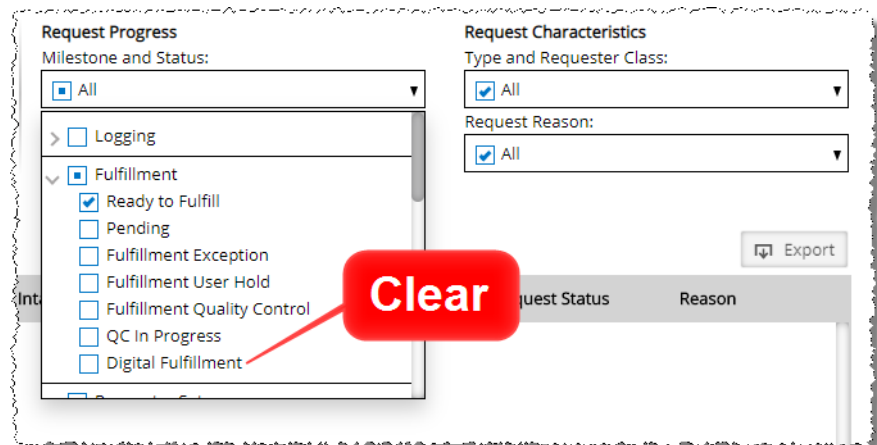 Request Progress
Milestone and Status:
All
Logging
Fulfillment
Ready to Fulfill
Pending
Fulfillment Exception
Fulfillment User Hold
Fulfillment Quality Control
QC In Progress
Digital Fulfillment
Request Characteristics
Type and Requester Class:
All
Request Reason:
All
Export
Clear
Status
Reason